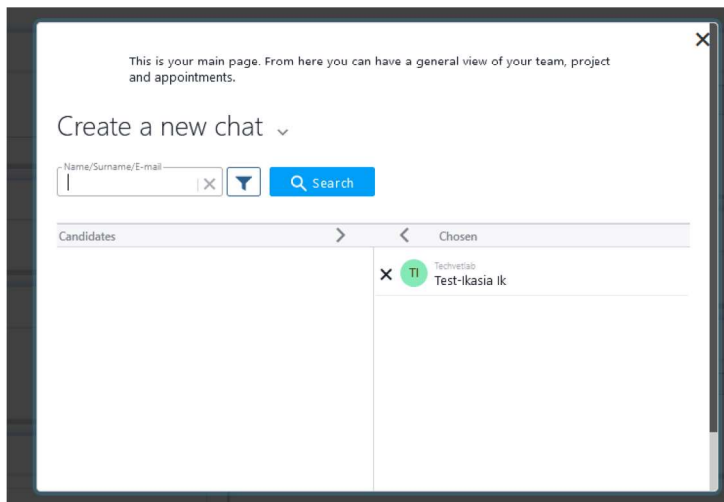 This is your main page. From here you can have a general view of your team, project
and appointments.
Create a new chat
Name/Surname/E-mail
Search
Candidates
Chosen
TI
Techvetlab
Test-Ikasia Ik